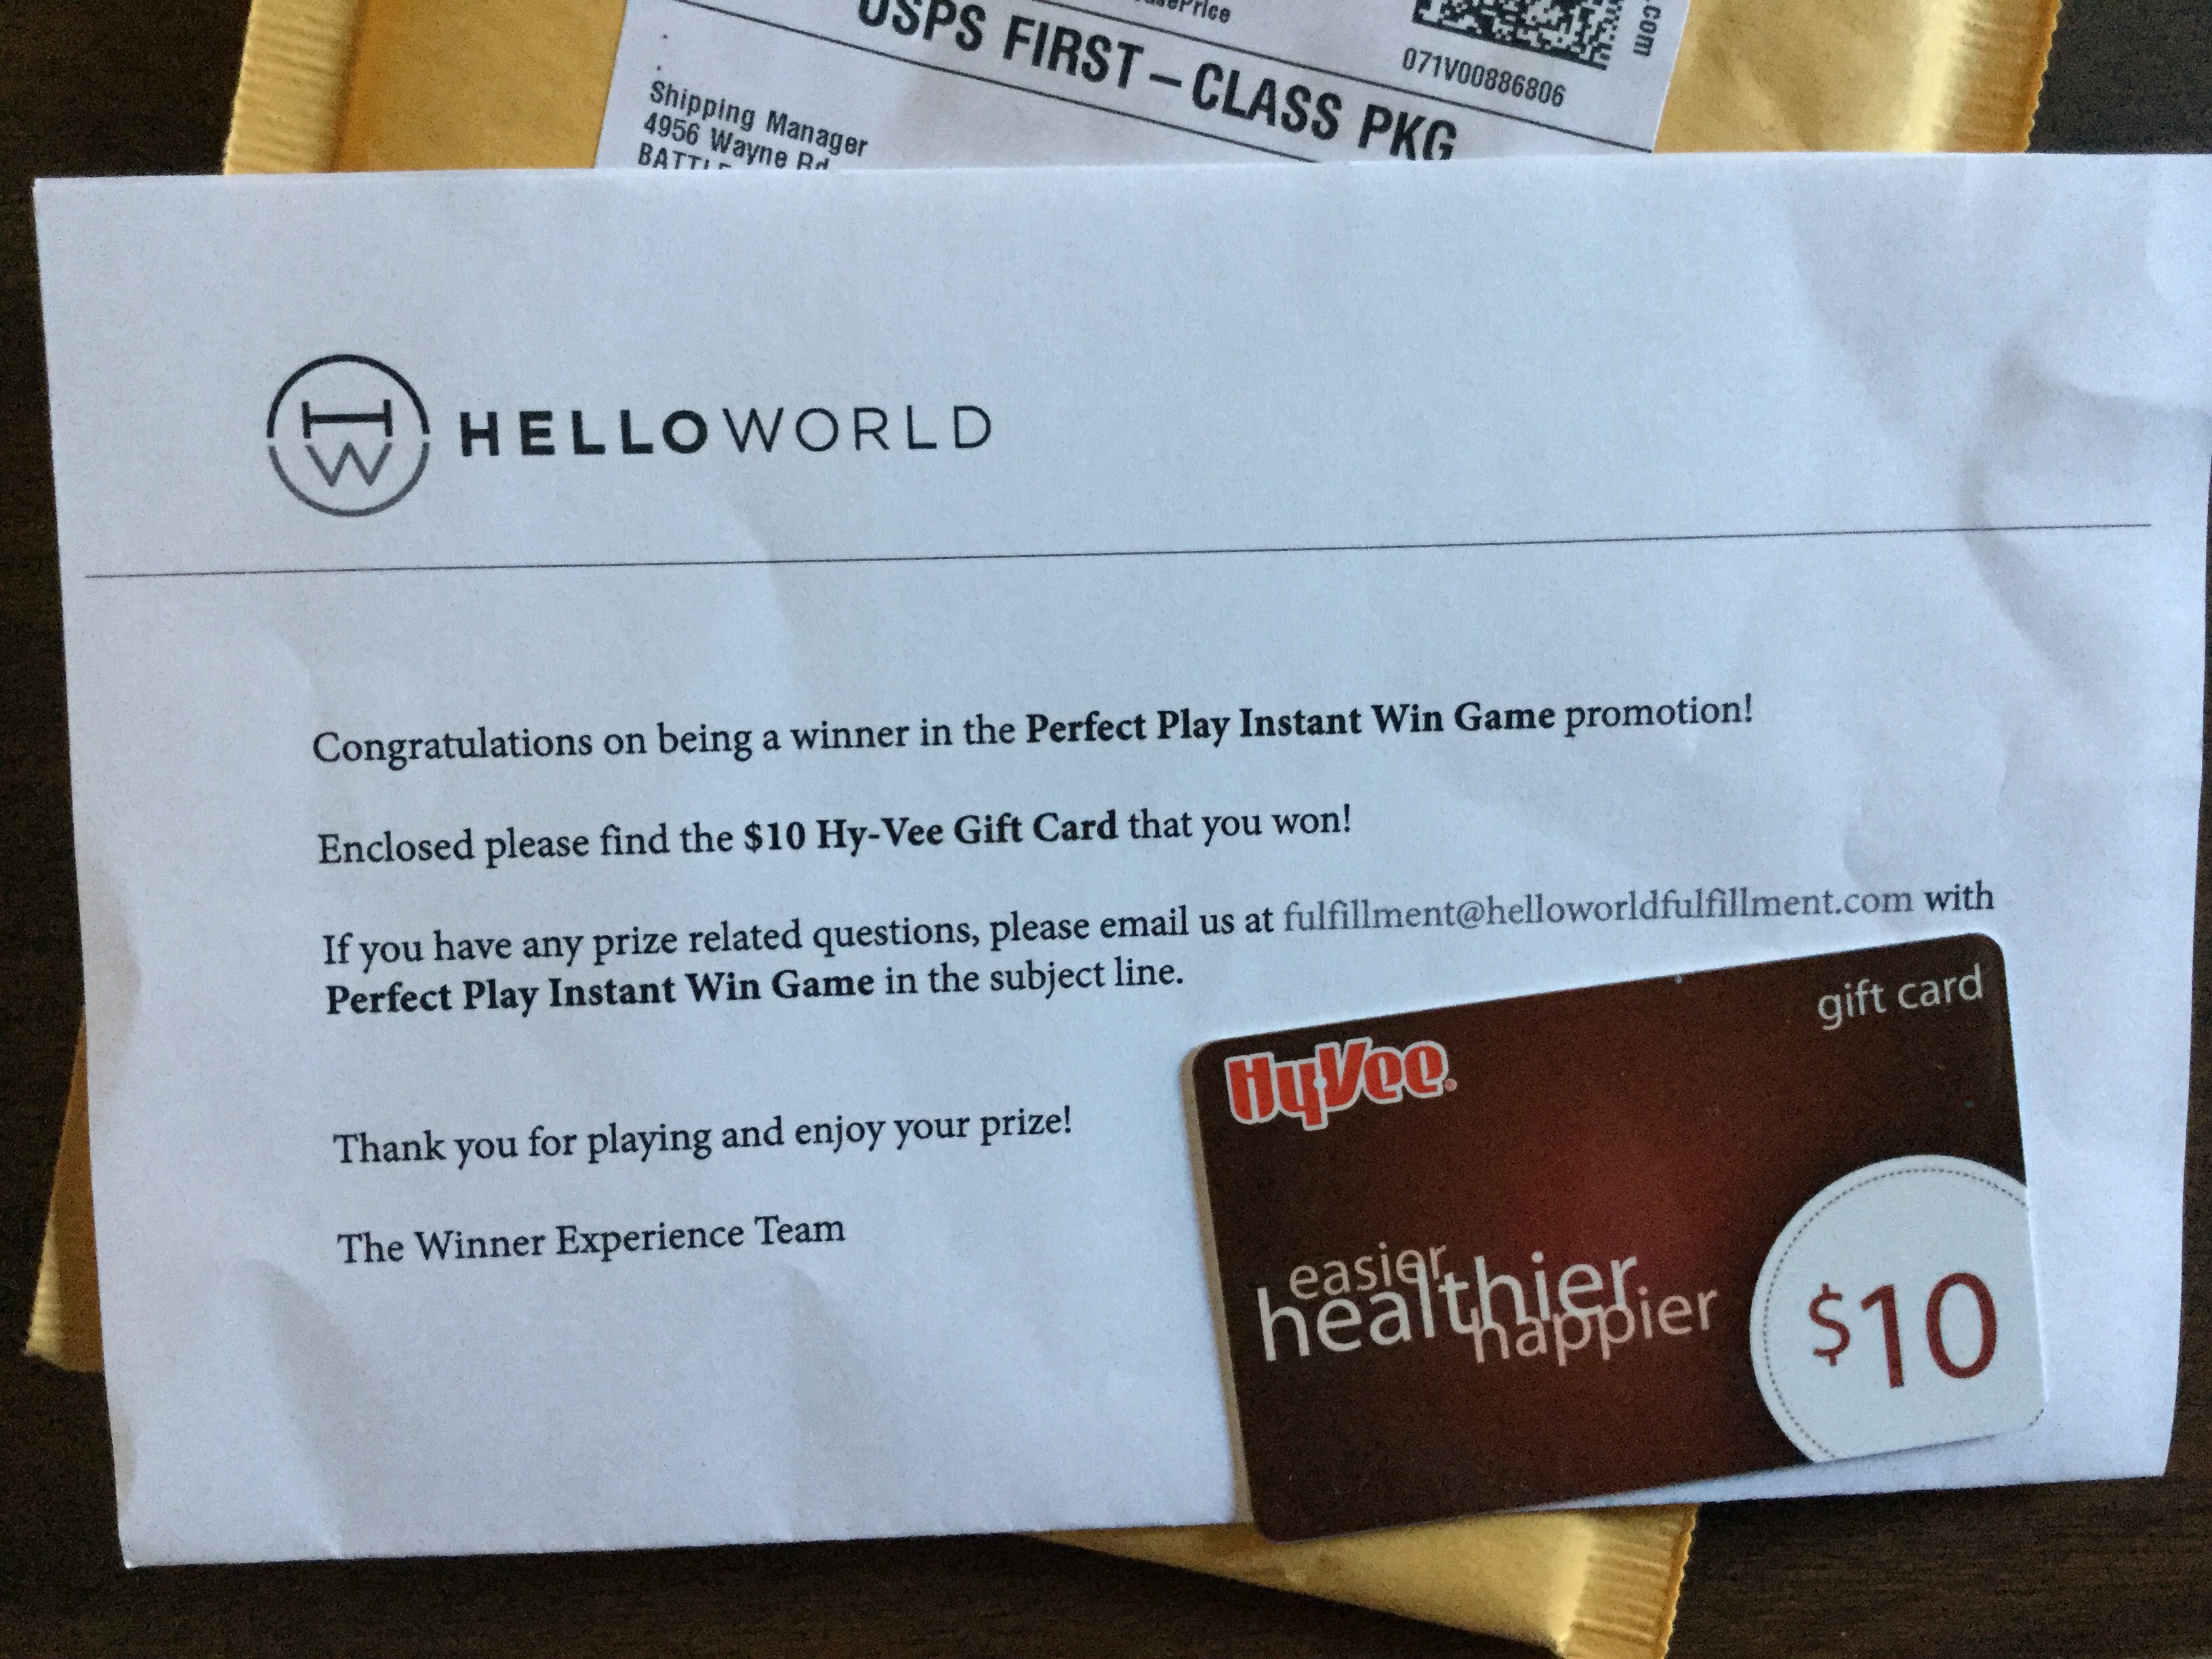 USPS FIRST-CLASS PKG
071V00886806
.com
Shipping Manager
4956 Wayne Rd
HW HELLOWORLD
Congratulations on being a winner in the Perfect Play Instant Win Game promotion!
Enclosed please find the $10 Hy-Vee Gift Card that you won!
If you have any prize related questions, please email us at fulfillment@helloworldfulfillment.com with
Perfect Play Instant Win Game in the subject line.
Thank you for playing and enjoy your prize!
The Winner Experience Team
gift card
HyVee®
easier
healthier
happier
$10